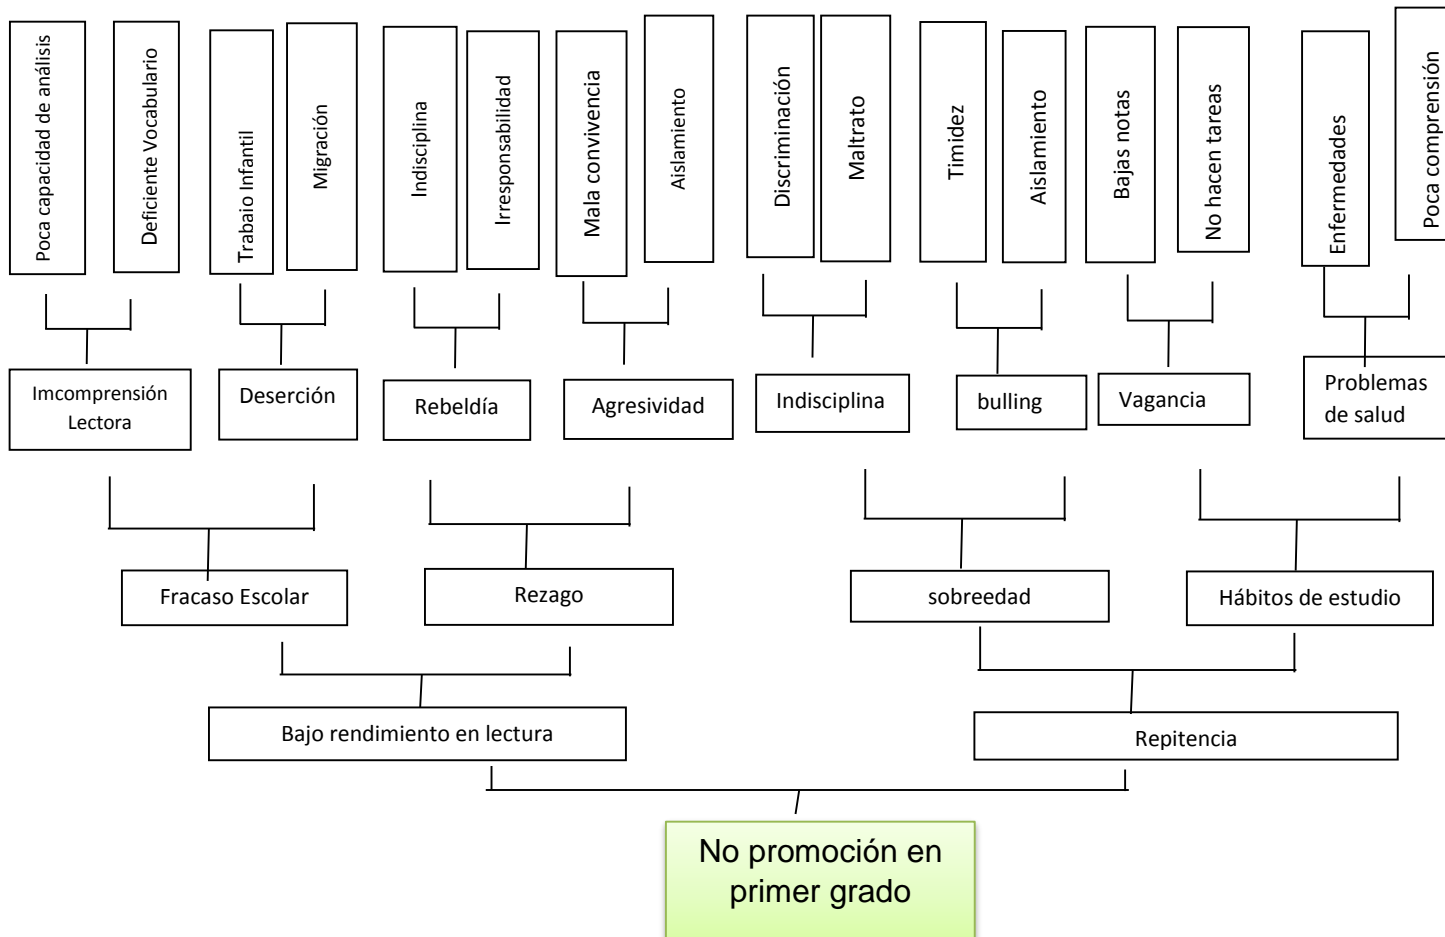 Poca capacidad de análisis
Deficiente Vocabulario
Trabaio Infantil
Migración
Indisciplina
Irresponsabilidad
Mala convivencia
Aislamiento
Discriminación
Maltrato
Timidez
Aislamiento
Bajas notas
No hacen tareas
Enfermedades
Poca comprensión
Imcomprensión
Lectora
Deserción
Rebeldía
Agresividad
Indisciplina
bulling
Vagancia
Problemas
de salud
Fracaso Escolar
Rezago
sobreedad
Hábitos de estudio
Bajo rendimiento en lectura
Repitencia
No promoción en
primer grado